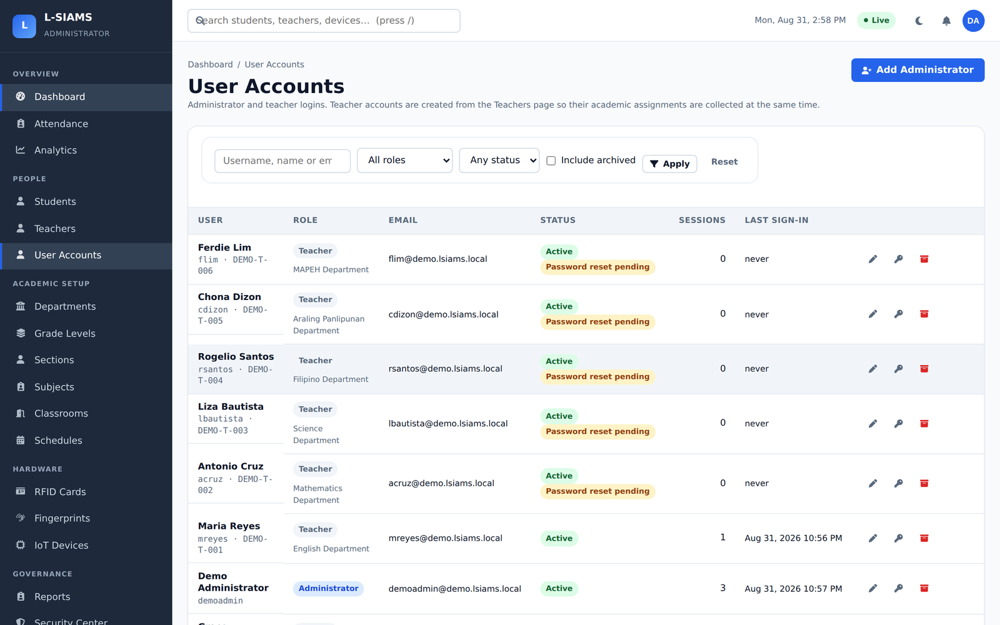 L
L-SIAMS
ADMINISTRATOR
OVERVIEW
Dashboard
Attendance
Analytics
PEOPLE
Students
Teachers
User Accounts
ACADEMIC SETUP
Departments
Grade Levels
Sections
Subjects
Classrooms
Schedules
HARDWARE
RFID Cards
Fingerprints
IoT Devices
GOVERNANCE
Reports
Security Center
Search students, teachers, devices... (press /)
Mon, Aug 31, 2:58 PM
Live
DA
Dashboard / User Accounts
User Accounts
Administrator and teacher logins. Teacher accounts are created from the Teachers page so their academic assignments are collected at the same time.
Add Administrator
Username, name or em
All roles
Any status
Include archived
Apply
Reset
USER ROLE EMAIL STATUS SESSIONS LAST SIGN-IN
Ferdie Lim
flim · DEMO-T-
006
Teacher
MAPEH Department
flim@demo.lsiams.local
Active
Password reset pending
0
never
Chona Dizon
cdizon · DEMO-
T-005
Teacher
Araling Panlipunan
Department
cdizon@demo.lsiams.local
Active
Password reset pending
0
never
Rogelio Santos
rsantos · DEMO-
T-004
Teacher
Filipino Department
rsantos@demo.lsiams.local
Active
Password reset pending
0
never
Liza Bautista
lbautista ·
DEMO-T-003
Teacher
Science
Department
lbautista@demo.lsiams.local
Active
Password reset pending
0
never
Antonio Cruz
acruz · DEMO-T-
002
Teacher
Mathematics
Department
acruz@demo.lsiams.local
Active
Password reset pending
0
never
Maria Reyes
mreyes · DEMO-
T-001
Teacher
English Department
mreyes@demo.lsiams.local
Active
1
Aug 31, 2026 10:56 PM
Demo
Administrator
demoadmin
Administrator
demoadmin@demo.lsiams.local
Active
3
Aug 31, 2026 10:57 PM